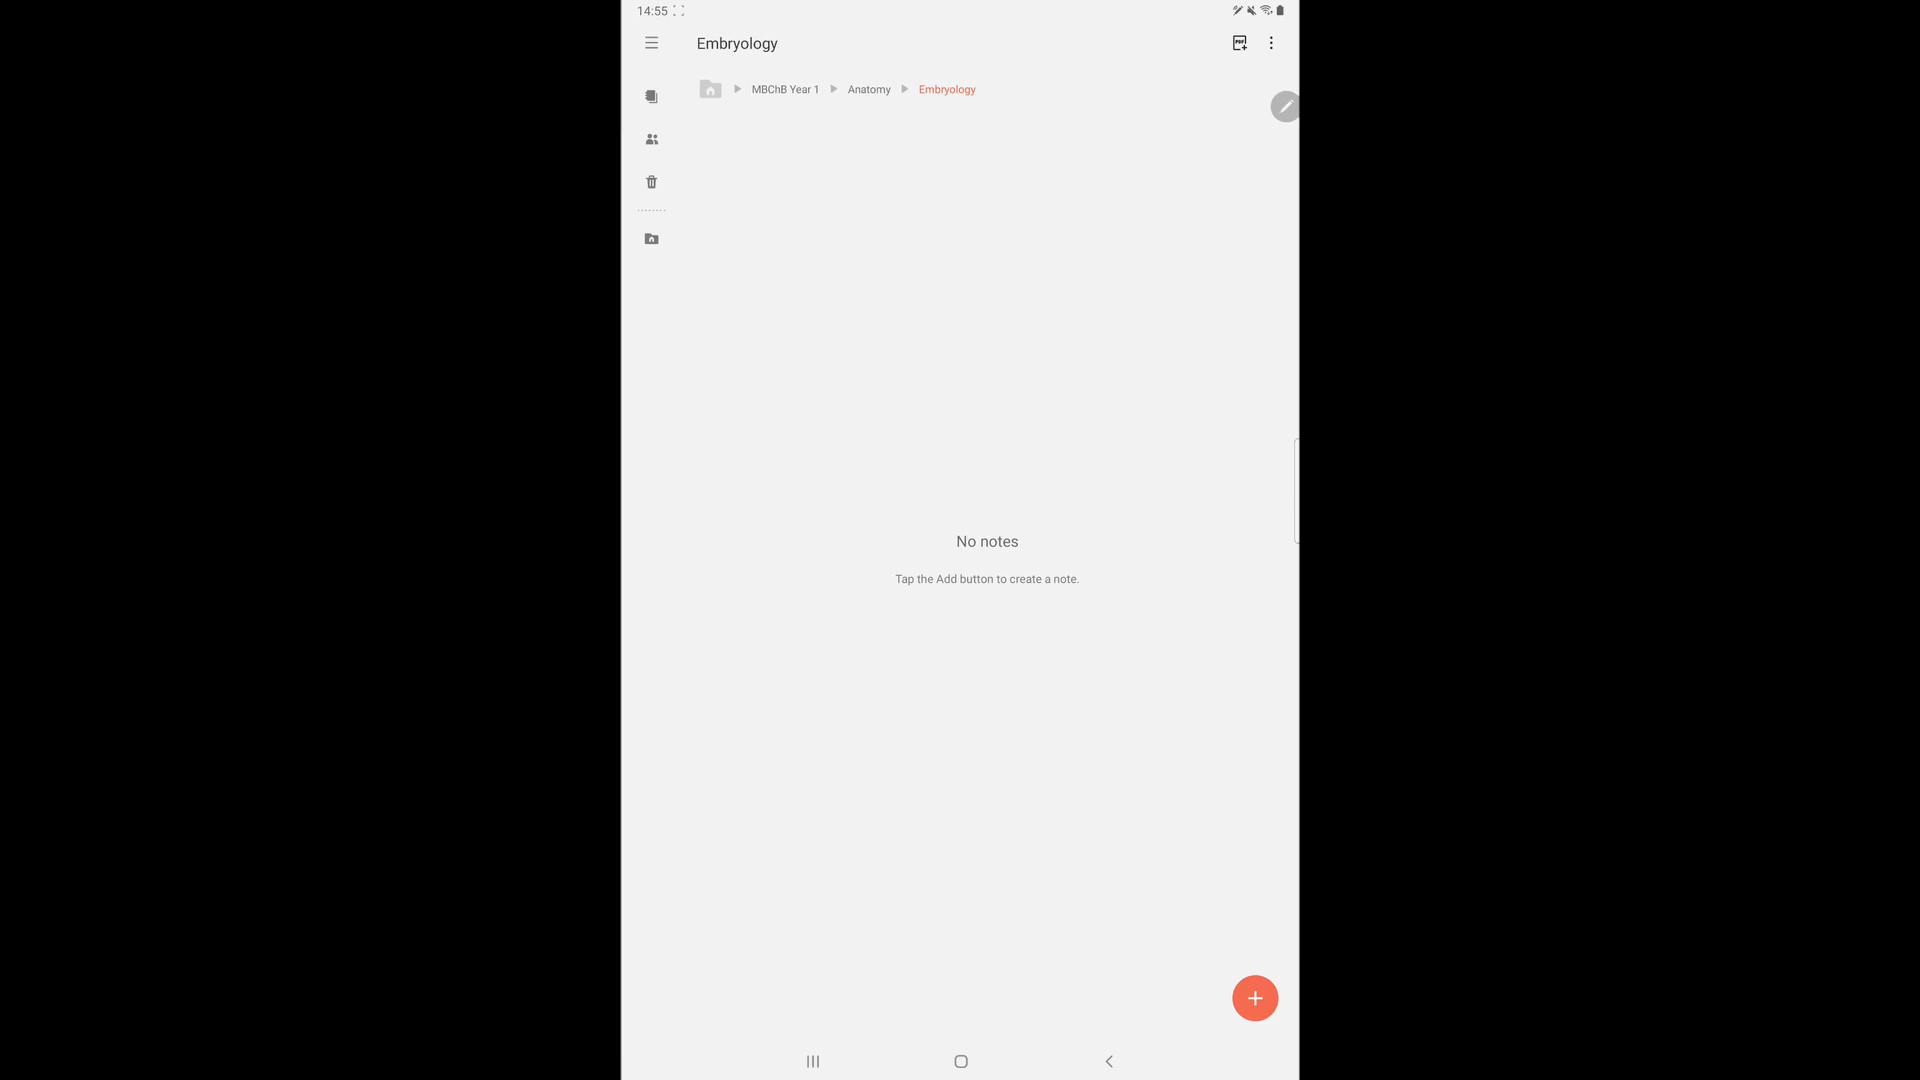 14:55
Embryology
MBChB Year 1 Anatomy Embryology
No notes
Tap the Add button to create a note.